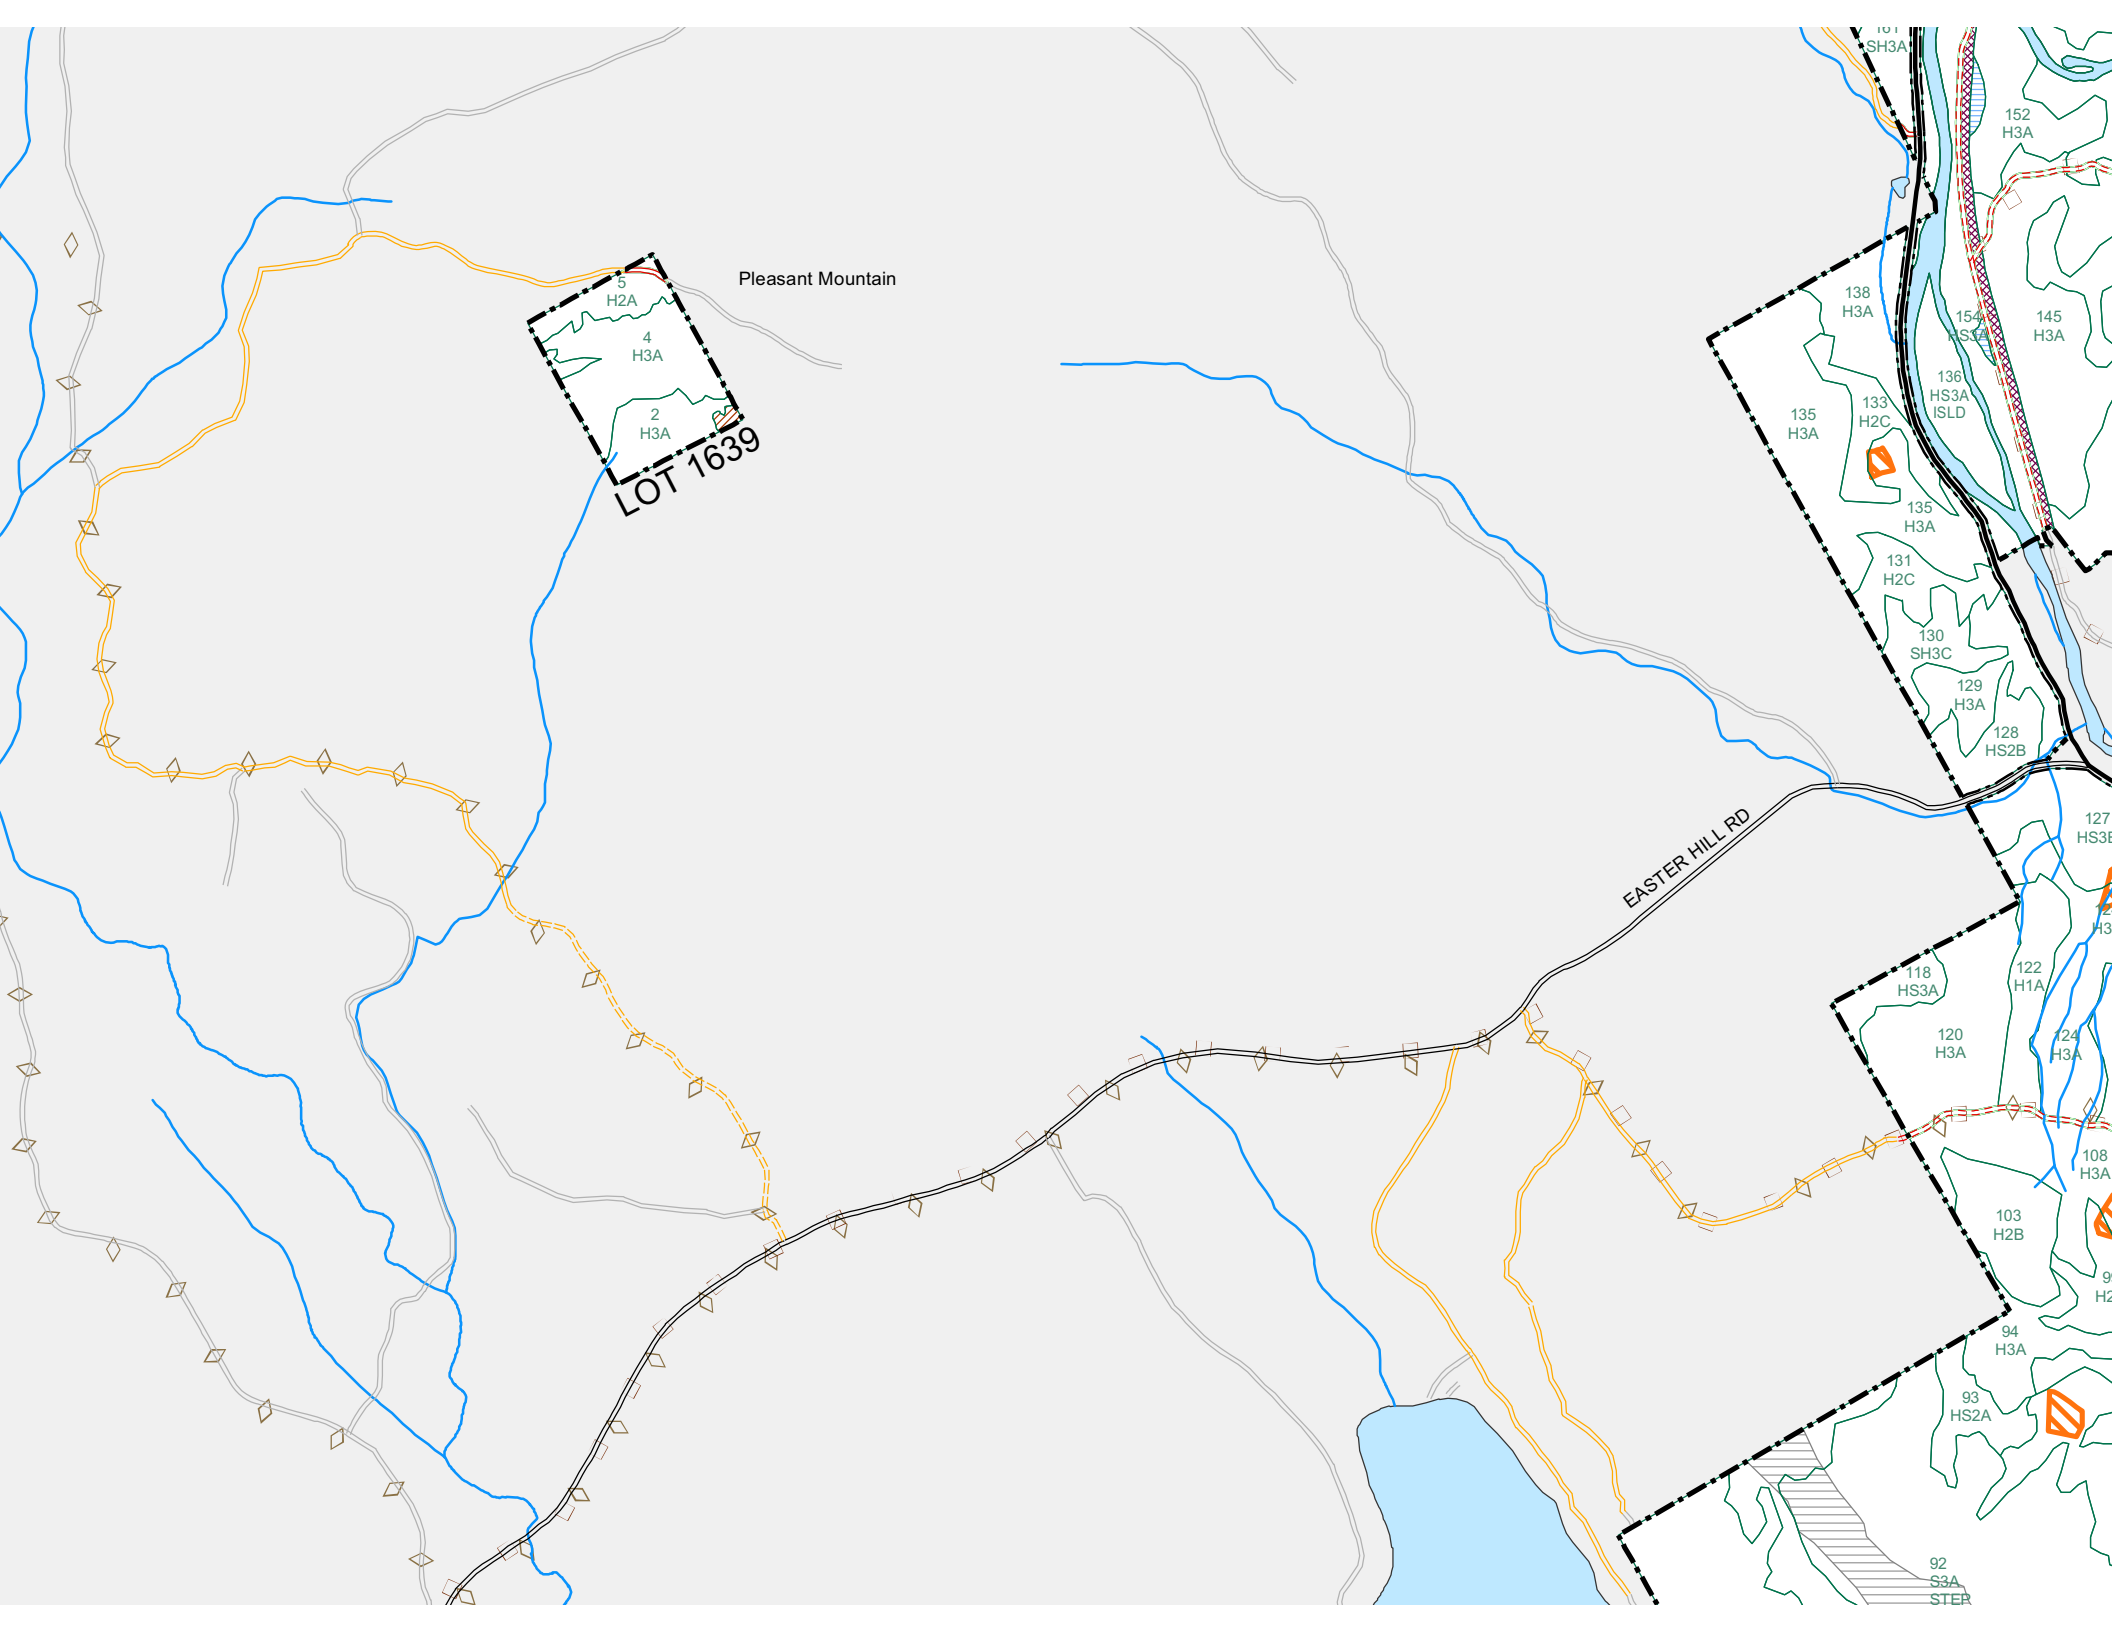 SH3A
152
H3A
Pleasant Mountain
5
H2A
4
H3A
2
H3A
LOT 1639
138
H3A
154
HS3A
145
H3A
136
HS3A
ISLD
133
H2C
135
H3A
135
H3A
131
H2C
130
SH3C
129
H3A
128
HS2B
EASTER HILL RD
127
118
HS3A
122
H1A
120
H3A
124
H3A
108
H3A
103
H2B
94
H3A
93
HS2A
92
S3A
STEP